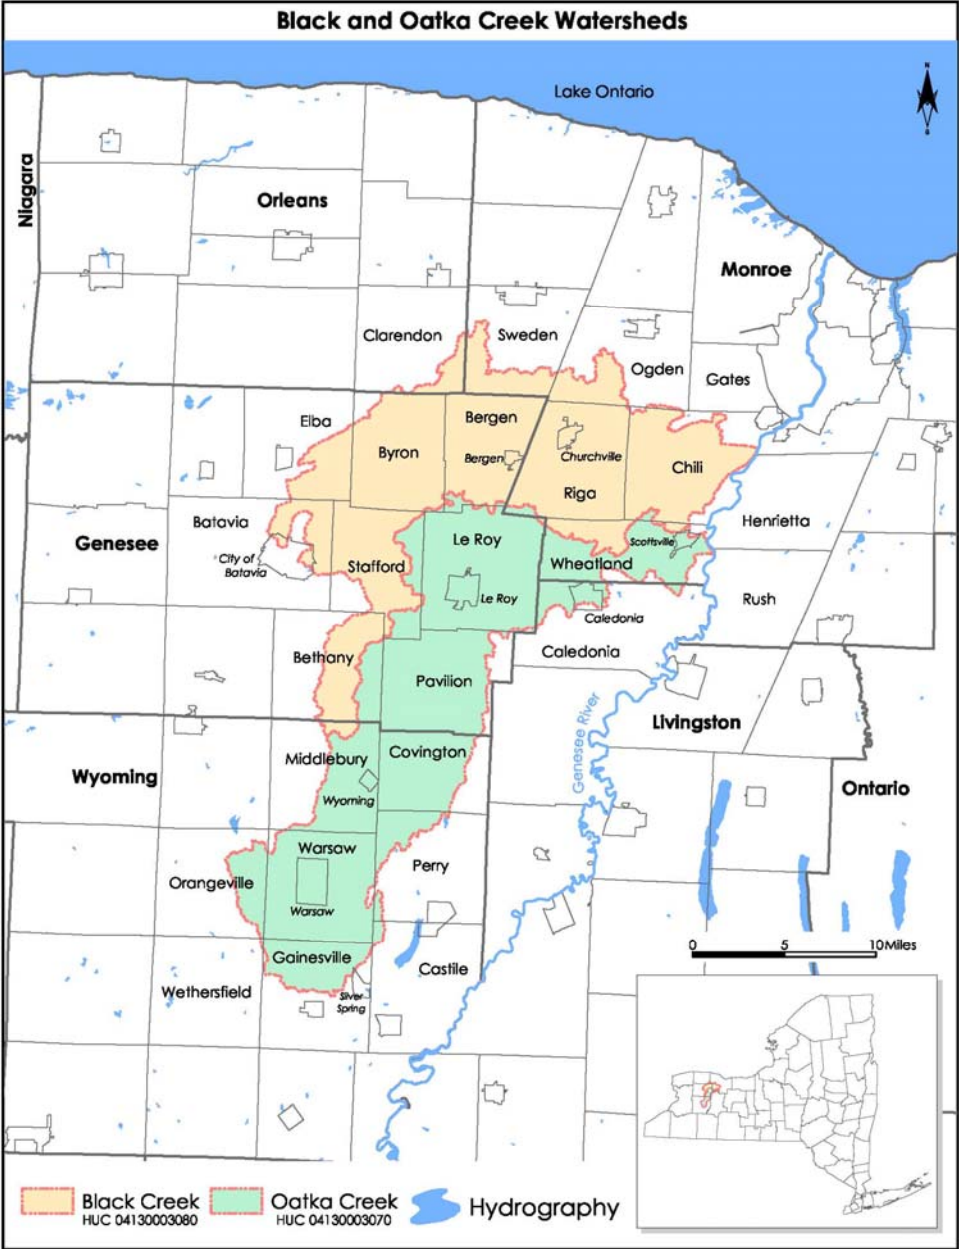 Black and Oatka Creek Watersheds
Lake Ontario
N
S
Niagara
Orleans
Monroe
Clarendon
Sweden
Ogden
Gates
Elba
Bergen
Byron
Bergen
Churchville
Chili
Riga
Batavia
Henrietta
Genesee
City of
Batavia
Le Roy
Scottsville
Stafford
Wheatland
Le Roy
Rush
Caledonia
Bethany
Caledonia
Pavilion
Genesee River
Livingston
Middlebury
Covington
Wyoming
Wyoming
Ontario
Warsaw
Perry
Orangeville
Warsaw
0 5 10 Miles
Gainesville
Castile
Wethersfield
Silver
Spring
Black Creek
HUC 04130003080
Oatka Creek
HUC 04130003070
Hydrography